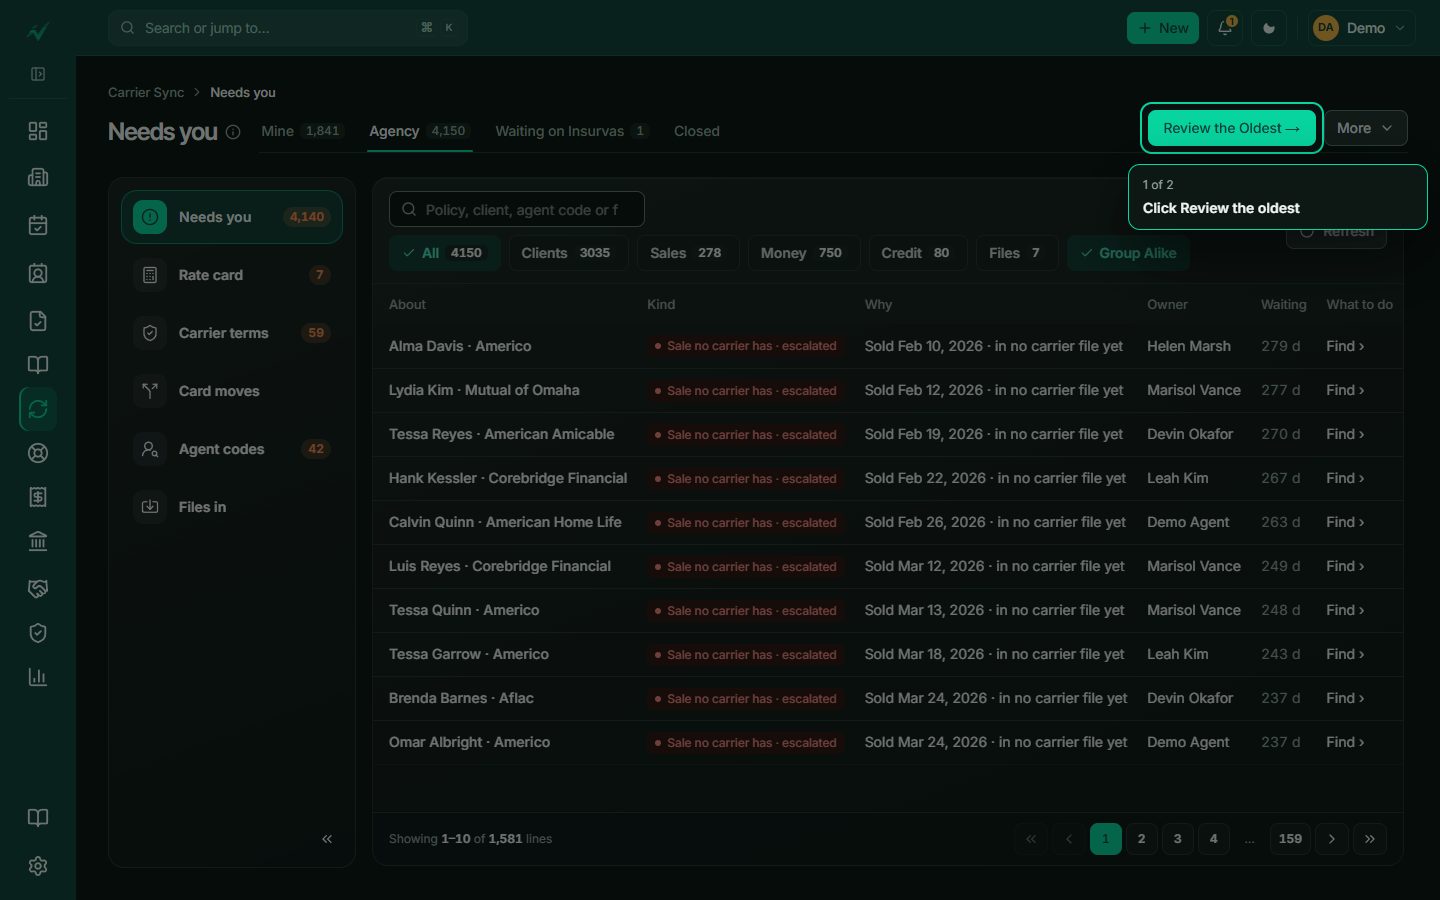 Search or jump to... ⌘ K
+ New
1
DA Demo
Carrier Sync > Needs you
Needs you
Mine 1,841
Agency 4,150
Waiting on Insurvas 1
Closed
Review the Oldest →
More
1 of 2
Click Review the oldest
Needs you 4,140
Rate card 7
Carrier terms 59
Card moves
Agent codes 42
Files in
Policy, client, agent code or f
Refresh
All 4150
Clients 3035
Sales 278
Money 750
Credit 80
Files 7
Group Alike
About Kind Why Owner Waiting What to do
Alma Davis · Americo Sale no carrier has · escalated Sold Feb 10, 2026 · in no carrier file yet Helen Marsh 279 d Find ›
Lydia Kim · Mutual of Omaha Sale no carrier has · escalated Sold Feb 12, 2026 · in no carrier file yet Marisol Vance 277 d Find ›
Tessa Reyes · American Amicable Sale no carrier has · escalated Sold Feb 19, 2026 · in no carrier file yet Devin Okafor 270 d Find ›
Hank Kessler · Corebridge Financial Sale no carrier has · escalated Sold Feb 22, 2026 · in no carrier file yet Leah Kim 267 d Find ›
Calvin Quinn · American Home Life Sale no carrier has · escalated Sold Feb 26, 2026 · in no carrier file yet Demo Agent 263 d Find ›
Luis Reyes · Corebridge Financial Sale no carrier has · escalated Sold Mar 12, 2026 · in no carrier file yet Marisol Vance 249 d Find ›
Tessa Quinn · Americo Sale no carrier has · escalated Sold Mar 13, 2026 · in no carrier file yet Marisol Vance 248 d Find ›
Tessa Garrow · Americo Sale no carrier has · escalated Sold Mar 18, 2026 · in no carrier file yet Leah Kim 243 d Find ›
Brenda Barnes · Aflac Sale no carrier has · escalated Sold Mar 24, 2026 · in no carrier file yet Devin Okafor 237 d Find ›
Omar Albright · Americo Sale no carrier has · escalated Sold Mar 24, 2026 · in no carrier file yet Demo Agent 237 d Find ›
Showing 1–10 of 1,581 lines
« ‹ 1 2 3 4 ... 159 › »